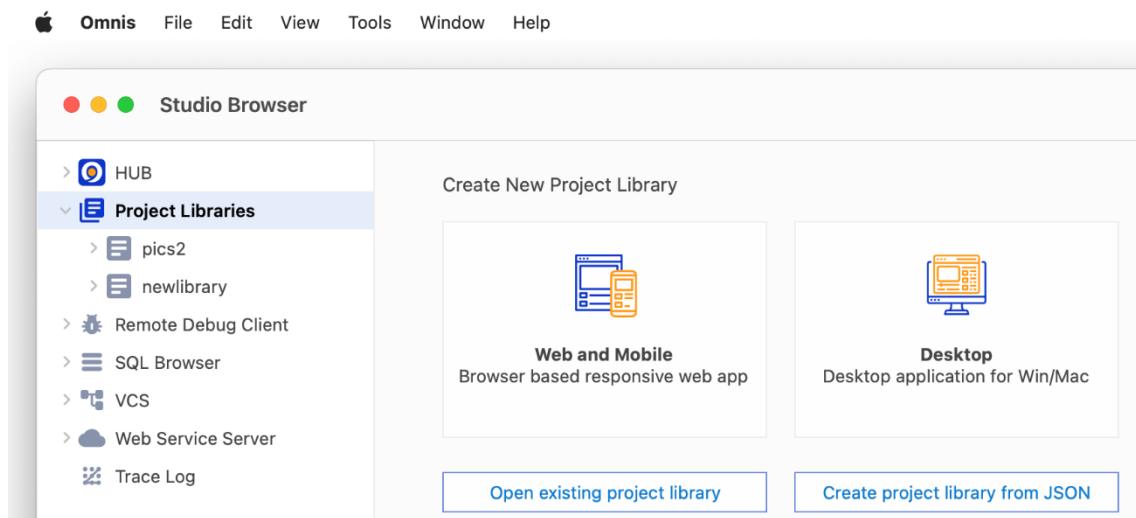 Omnis File Edit View Tools Window Help
Studio Browser
HUB
Project Libraries
pics2
newlibrary
Remote Debug Client
SQL Browser
VCS
Web Service Server
Trace Log
Create New Project Library
Web and Mobile
Browser based responsive web app
Desktop
Desktop application for Win/Mac
Open existing project library
Create project library from JSON